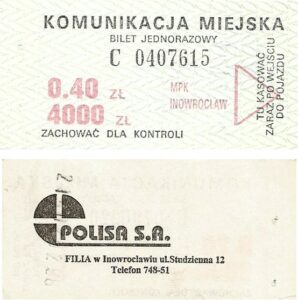 KOMUNIKACJA MIEJSKA
BILET JEDNORAZOWY
C 0407615
0.40 ZŁ
4000 ZŁ
MPK
INOWROCŁAW
ZACHOWAĆ DLA KONTROLI
TU KASOWAĆ
ZARAZ PO WEJŚCIU
DO POJAZDU
POLISA S.A.
FILIA w Inowrocławiu ul.Studzienna 12
Telefon 748-51